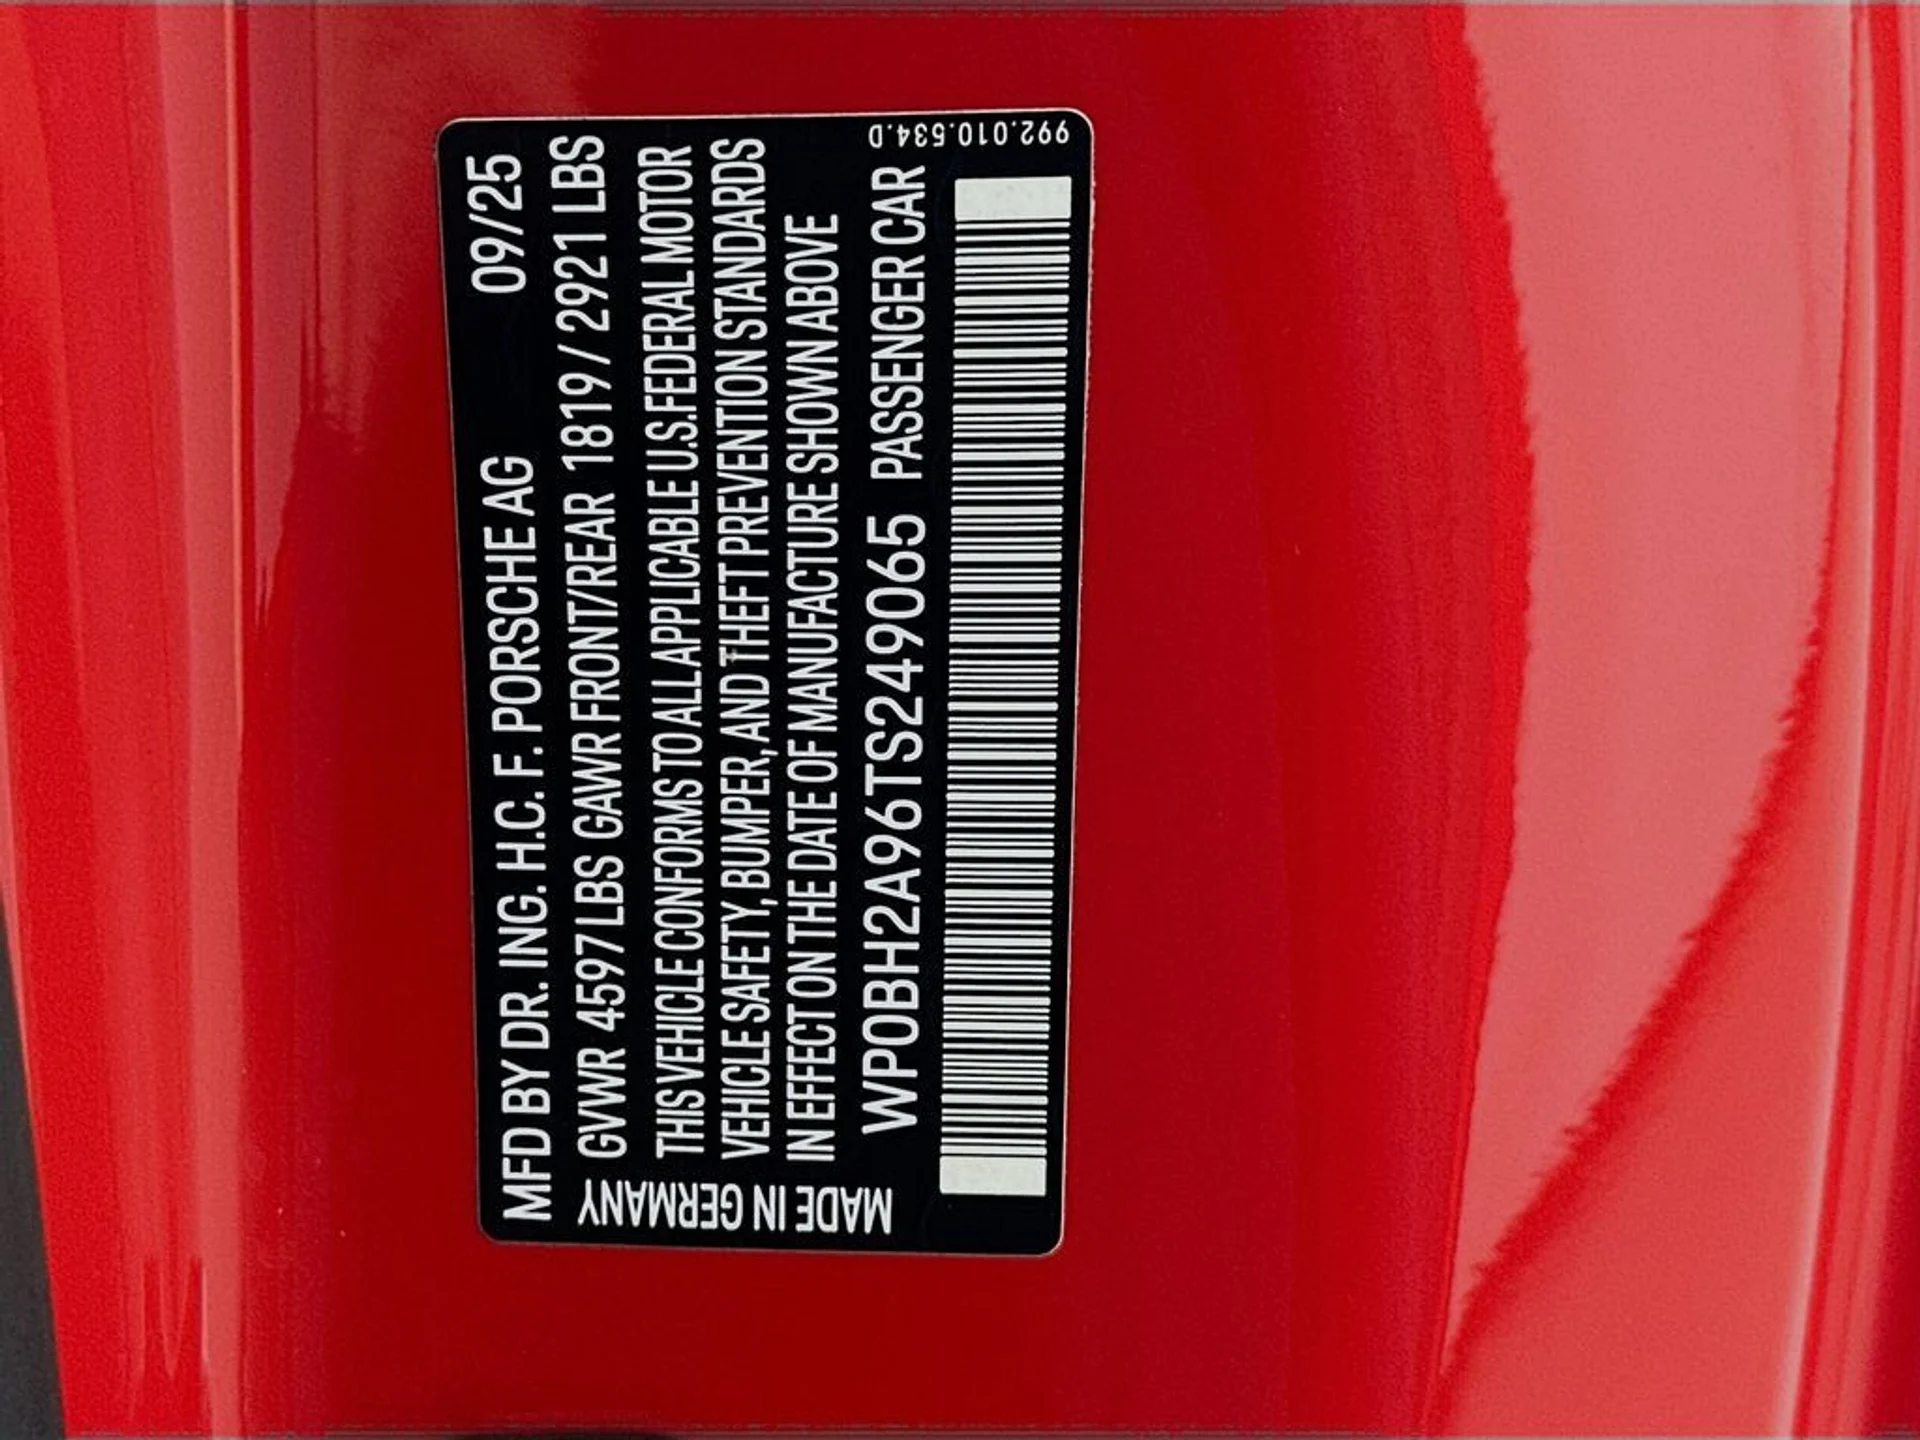 MFD BY DR. ING. H.C. F. PORSCHE AG 09/25
GVWR 4597 LBS GAWR FRONT/REAR 1819 / 2921 LBS
THIS VEHICLE CONFORMS TO ALL APPLICABLE U.S. FEDERAL MOTOR
VEHICLE SAFETY, BUMPER, AND THEFT PREVENTION STANDARDS
IN EFFECT ON THE DATE OF MANUFACTURE SHOWN ABOVE
WP0BH2A96TS249065 PASSENGER CAR
MADE IN GERMANY
992.010.534.D